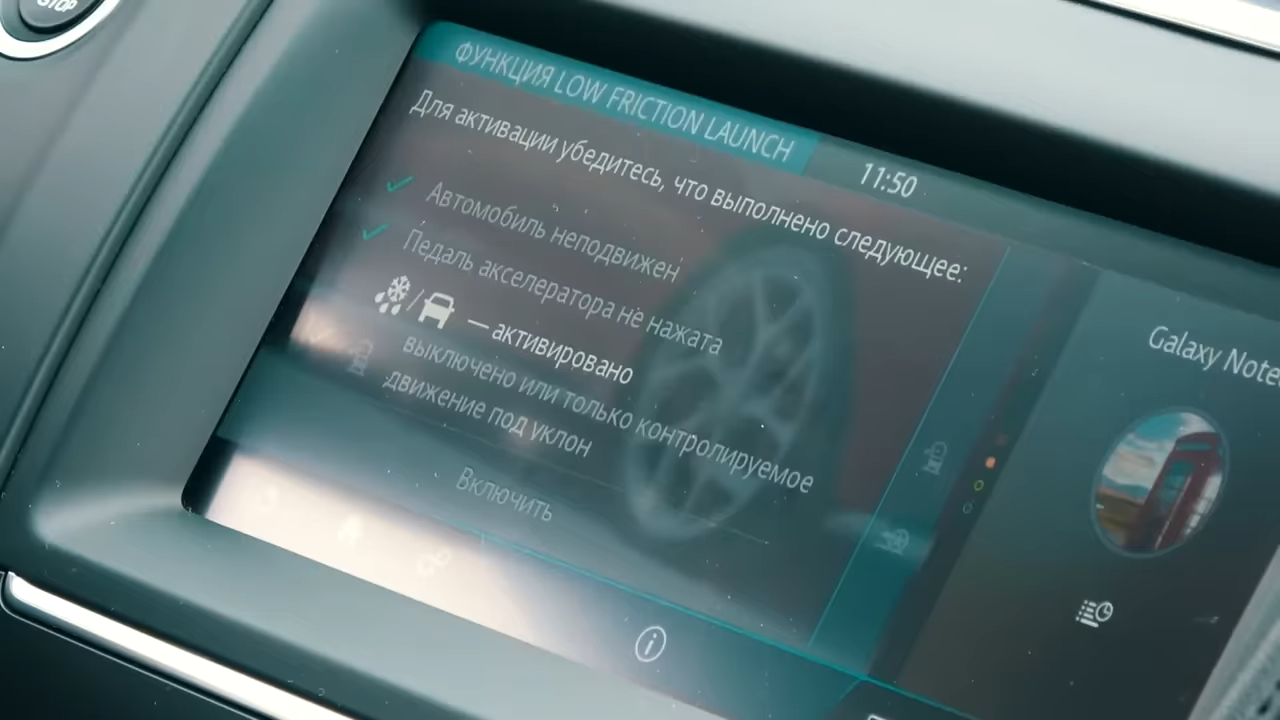 STOP
ФУНКЦИЯ LOW FRICTION LAUNCH
11:50
Для активации убедитесь, что выполнено следующее:
Автомобиль неподвижен
Педаль акселератора не нажата
/ — активировано
выключено или только контролируемое
движение под уклон
Включить
Galaxy Note